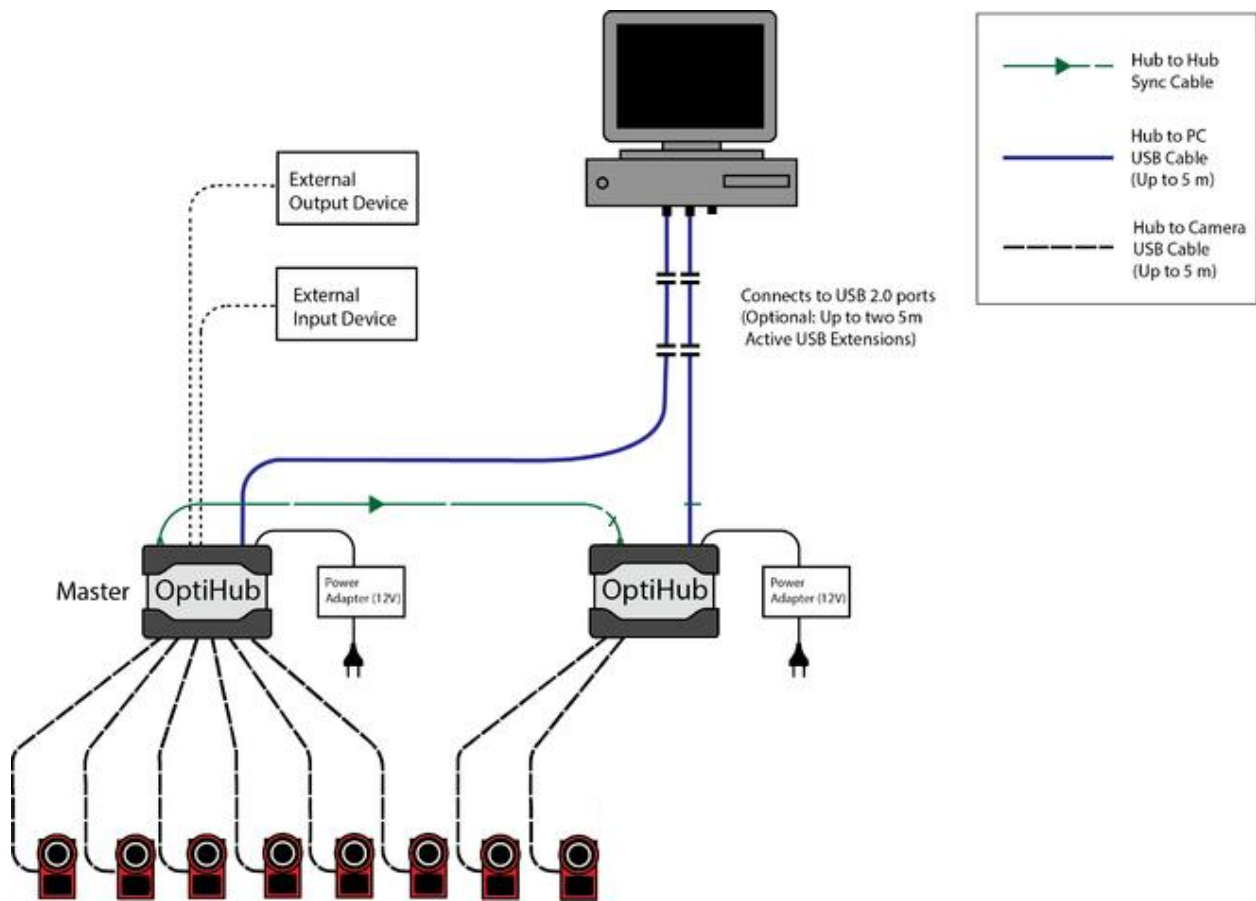 External
Output Device
External
Input Device
Connects to USB 2.0 ports
(Optional: Up to two 5m
Active USB Extensions)
Hub to Hub
Sync Cable
Hub to PC
USB Cable
(Up to 5 m)
Hub to Camera
USB Cable
(Up to 5 m)
Master
OptiHub
Power
Adapter (12V)
OptiHub
Power
Adapter (12V)